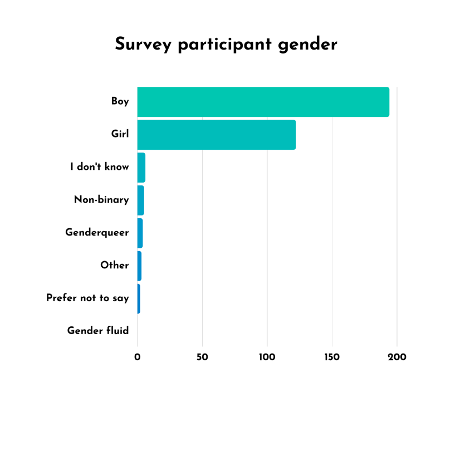 Survey participant gender
Boy
Girl
I don't know
Non-binary
Genderqueer
Other
Prefer not to say
Gender fluid
0 50 100 150 200